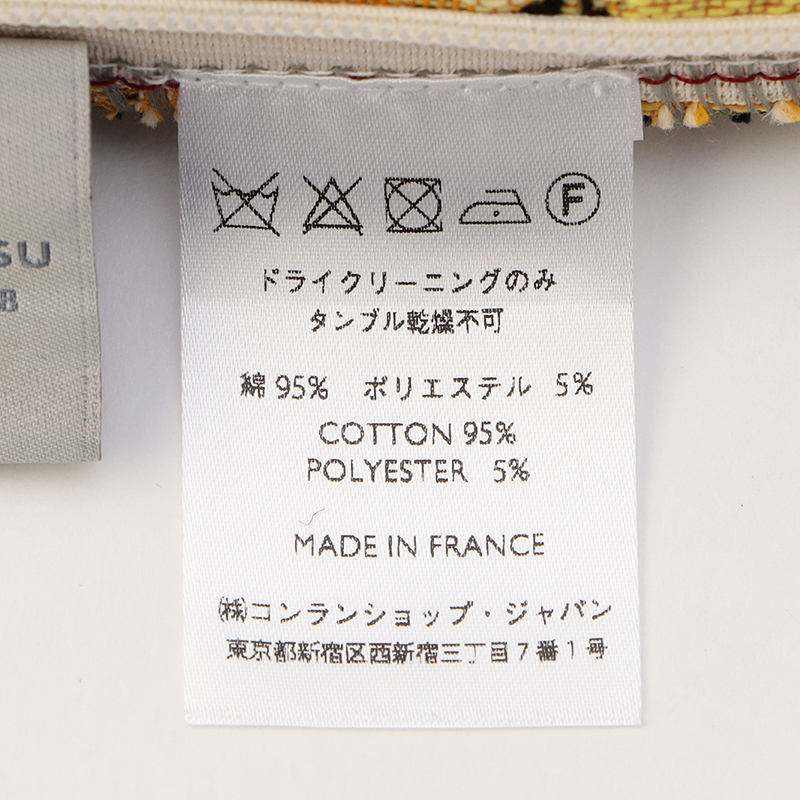 SU
8
F
ドライクリーニングのみ
タンブル乾燥不可
綿 95% ポリエステル 5%
COTTON 95%
POLYESTER 5%
MADE IN FRANCE
㈱コンランショップ・ジャパン
東京都新宿区西新宿三丁目7番1号